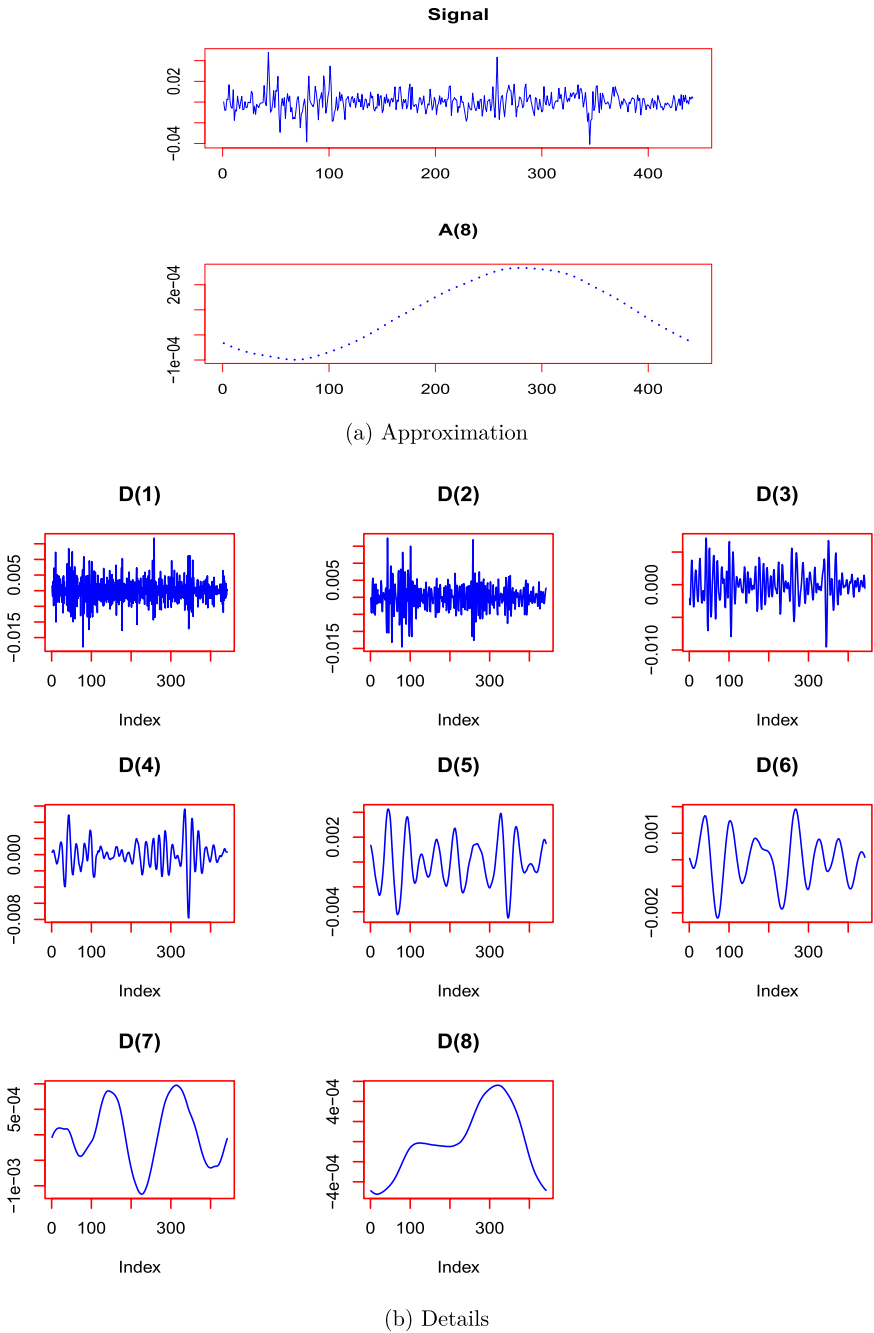 Signal
0.02
−0.04
0 100 200 300 400
A(8)
2e−04
−1e−04
0 100 200 300 400
(a) Approximation
D(1) D(2) D(3)
0.005 0.005 0.000
−0.015 −0.015 −0.010
0 100 300 0 100 300 0 100 300
Index Index Index
D(4) D(5) D(6)
0.000 0.002 0.001
−0.008 −0.004 −0.002
0 100 300 0 100 300 0 100 300
Index Index Index
D(7) D(8)
5e−04 4e−04
−1e−03 −4e−04
0 100 300 0 100 300
Index Index
(b) Details